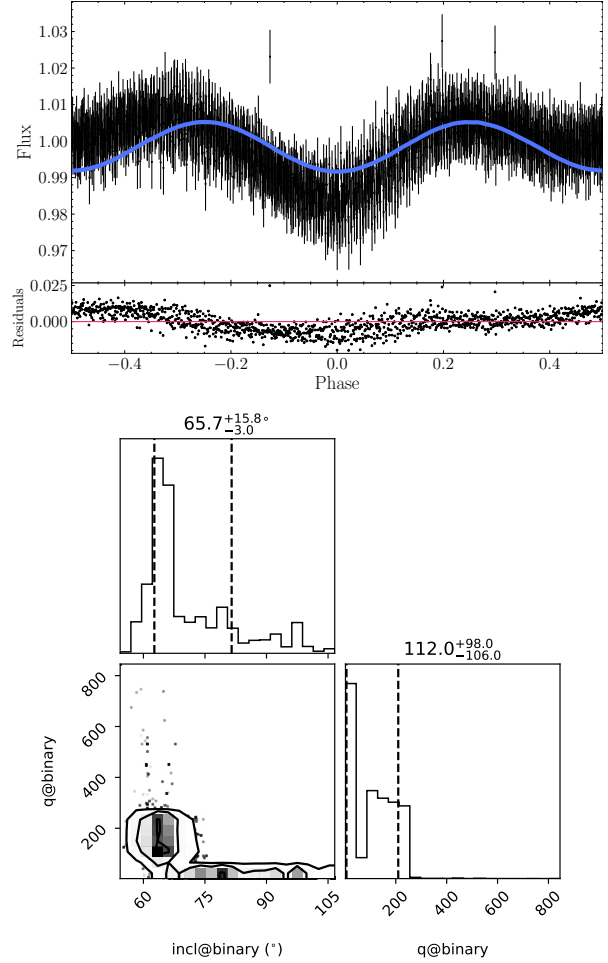 1.03
1.02
1.01
1.00
0.99
0.98
0.97
Flux
0.025
0.000
Residuals
−0.4 −0.2 0.0 0.2 0.4
Phase
65.7+15.8° −3.0
112.0+98.0 −106.0
800
600
400
200
q@binary
60 75 90 105
incl@binary (°)
200 400 600 800
q@binary